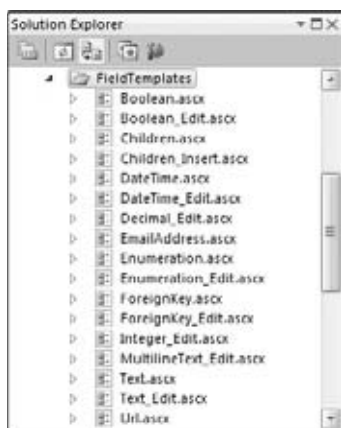 Solution Explorer
FieldTemplates
Boolean.ascx
Boolean_Edit.ascx
Children.ascx
Children_Insert.ascx
DateTime.ascx
DateTime_Edit.ascx
Decimal_Edit.ascx
EmailAddress.ascx
Enumeration.ascx
Enumeration_Edit.ascx
ForeignKey.ascx
ForeignKey_Edit.ascx
Integer_Edit.ascx
MultilineText_Edit.ascx
Text.ascx
Text_Edit.ascx
Url.ascx